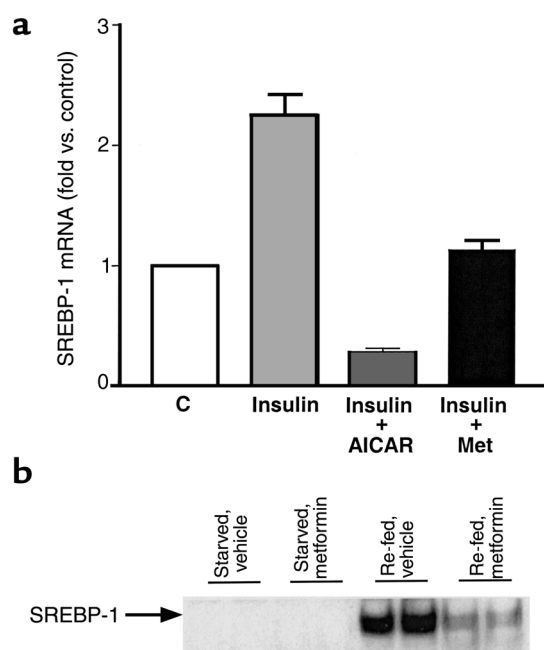 a
SREBP-1 mRNA (fold vs. control)
3
2
1
0
C
Insulin
Insulin
+
AICAR
Insulin
+
Met
b
Starved,
vehicle
Starved,
metformin
Re-fed,
vehicle
Re-fed,
metformin
SREBP-1